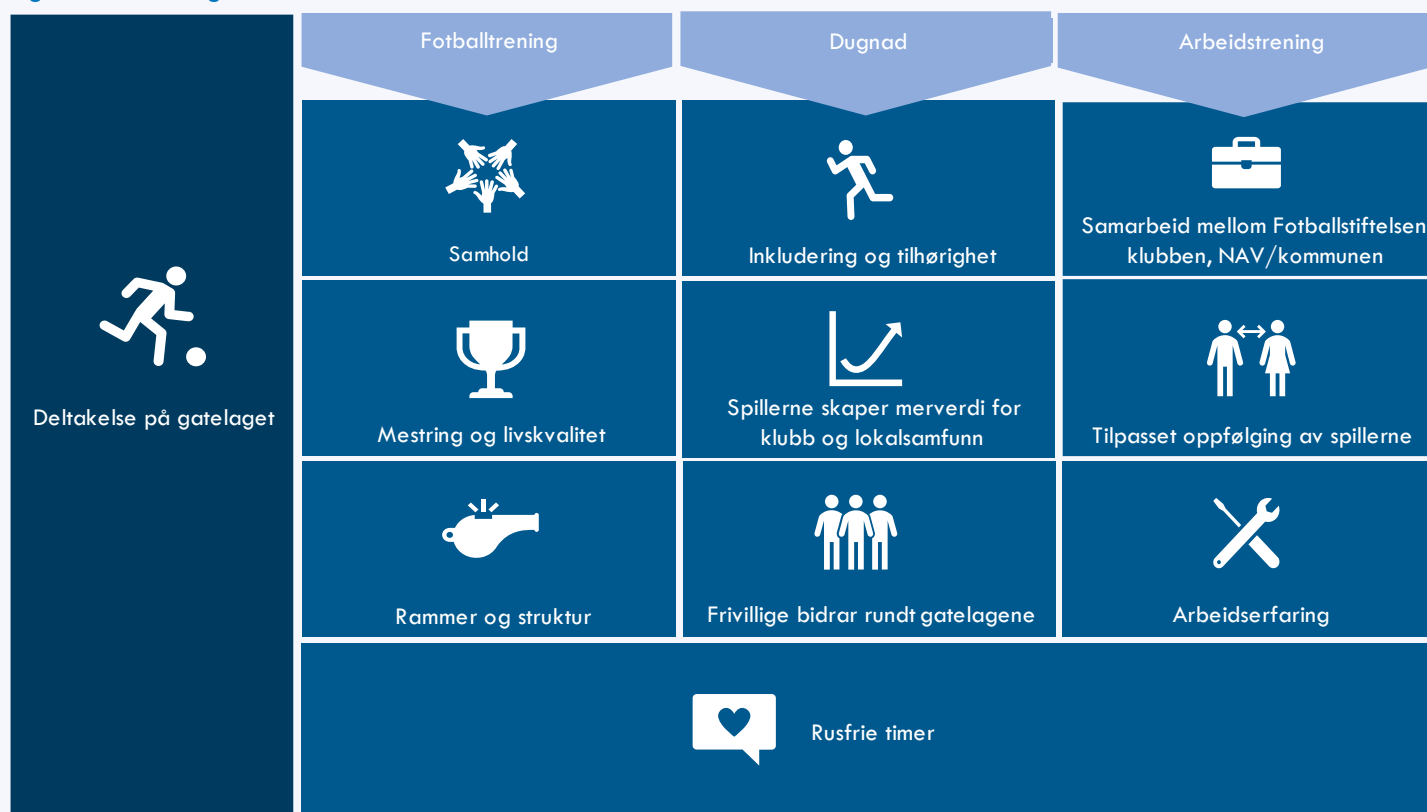 Fotballtrening
Dugnad
Arbeidstrening
Deltakelse på gatelaget
Samhold
Inkludering og tilhørighet
Samarbeid mellom Fotballstiftelsen
klubben, NAV/kommunen
Mestring og livskvalitet
Spillerne skaper merverdi for
klubb og lokalsamfunn
Tilpasset oppfølging av spillerne
Rammer og struktur
Frivillige bidrar rundt gatelagene
Arbeidserfaring
Rusfrie timer